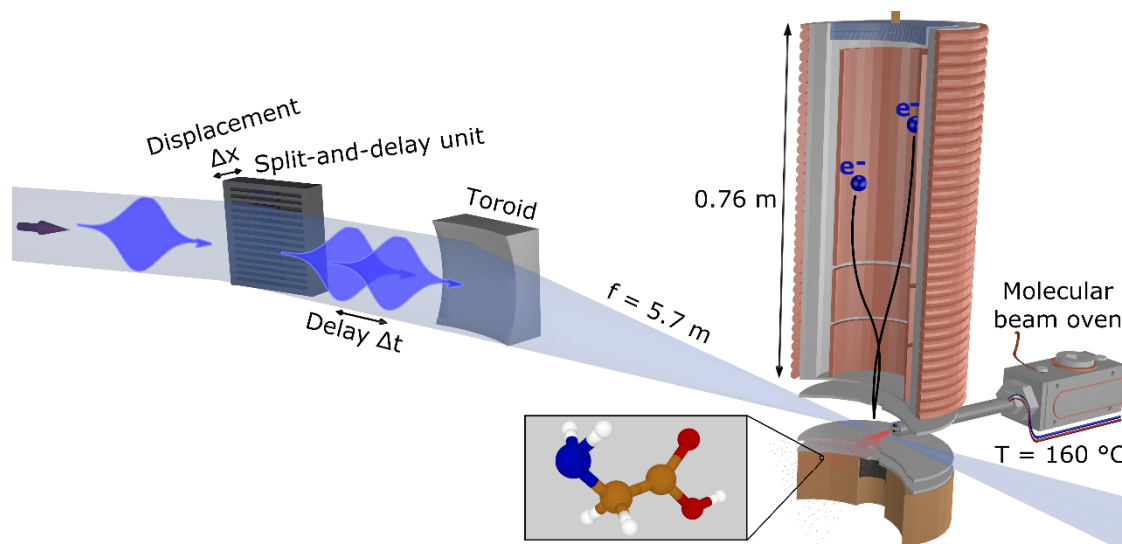 Displacement
Δx
Split-and-delay unit
Toroid
Delay Δt
f = 5.7 m
0.76 m
e-
e-
Molecular
beam oven
T = 160 °C